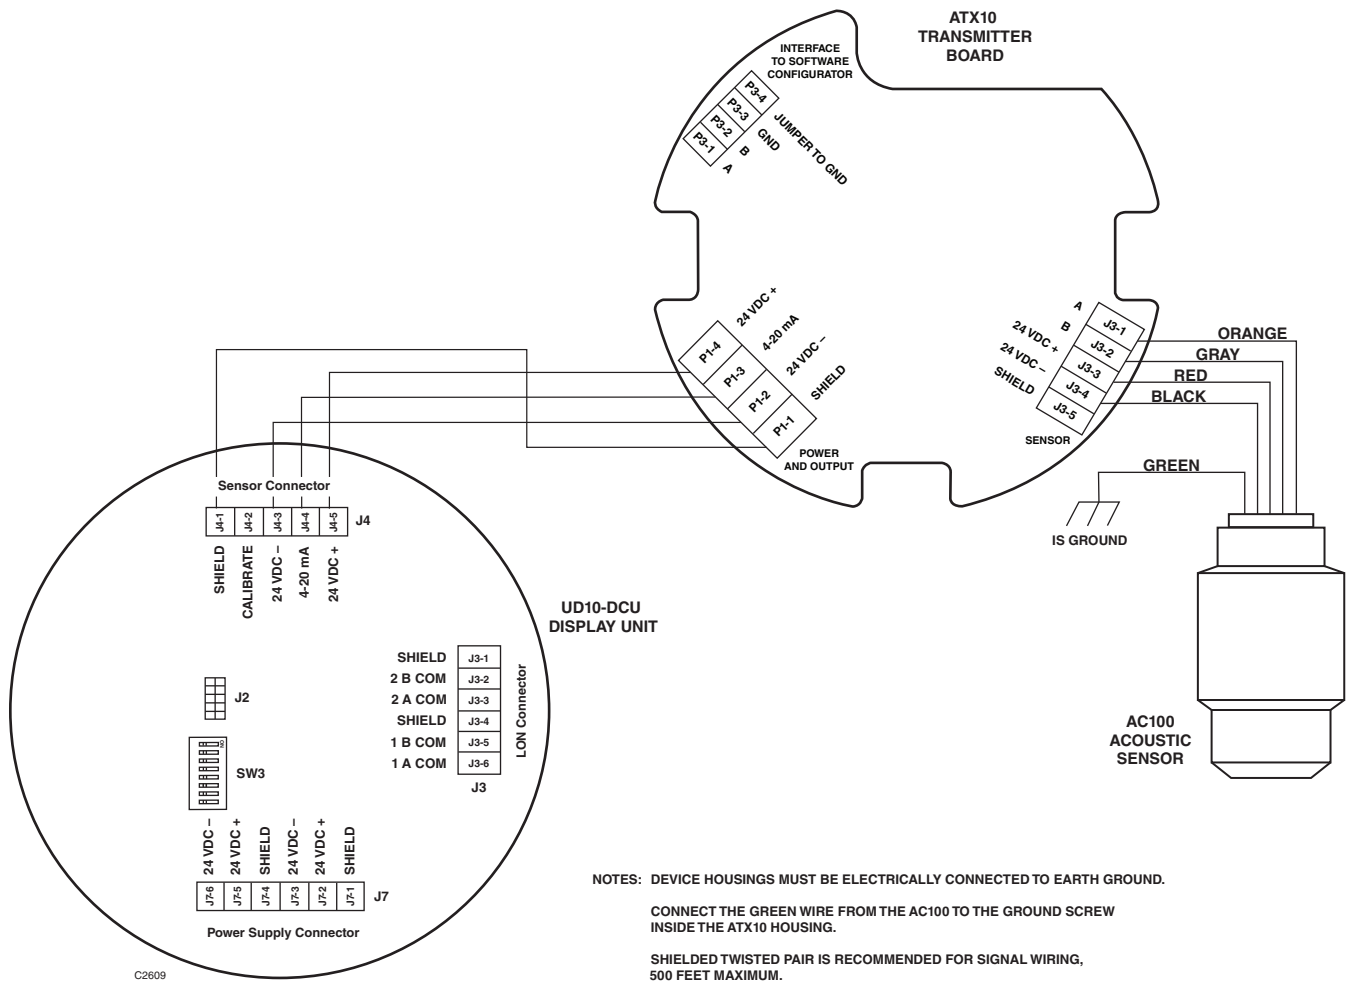 ATX10
TRANSMITTER
BOARD
INTERFACE
TO SOFTWARE
CONFIGURATOR
P3-4
P3-3
P3-2
P3-1
JUMPER TO GND
GND
B
A
24 VDC +
4-20 mA
24 VDC –
SHIELD
P1-4
P1-3
P1-2
P1-1
POWER
AND OUTPUT
A
B
24 VDC +
24 VDC –
SHIELD
J3-1
J3-2
J3-3
J3-4
J3-5
SENSOR
ORANGE
GRAY
RED
BLACK
GREEN
IS GROUND
AC100
ACOUSTIC
SENSOR
Sensor Connector
J4-1
J4-2
J4-3
J4-4
J4-5
J4
SHIELD
CALIBRATE
24 VDC –
4-20 mA
24 VDC +
UD10-DCU
DISPLAY UNIT
SHIELD J3-1
2 B COM J3-2
2 A COM J3-3
SHIELD J3-4
1 B COM J3-5
1 A COM J3-6
LON Connector
J3
J2
ON
SW3
24 VDC –
24 VDC +
SHIELD
24 VDC –
24 VDC +
SHIELD
J7-6
J7-5
J7-4
J7-3
J7-2
J7-1
J7
Power Supply Connector
C2609
NOTES: DEVICE HOUSINGS MUST BE ELECTRICALLY CONNECTED TO EARTH GROUND.
CONNECT THE GREEN WIRE FROM THE AC100 TO THE GROUND SCREW
INSIDE THE ATX10 HOUSING.
SHIELDED TWISTED PAIR IS RECOMMENDED FOR SIGNAL WIRING,
500 FEET MAXIMUM.